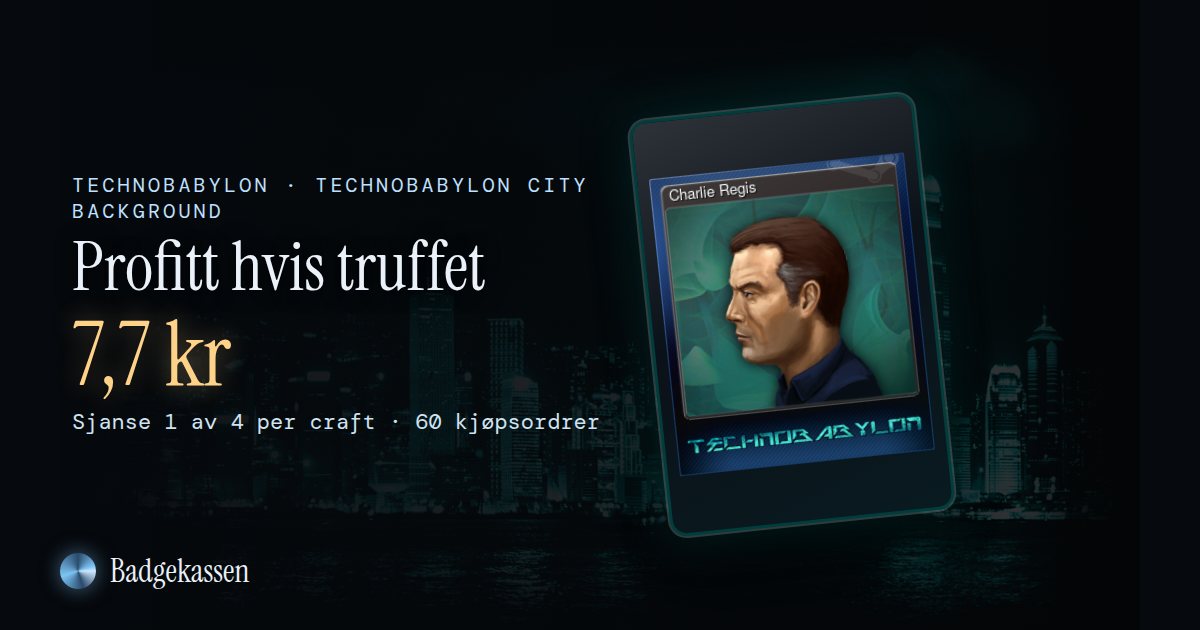 TECHNOBABYLON · TECHNOBABYLON CITY
BACKGROUND
Profitt hvis truffet
7,7 kr
Sjanse 1 av 4 per craft · 60 kjøpsordrer
Charlie Regis
TECHNOBABYLON
Badgekassen